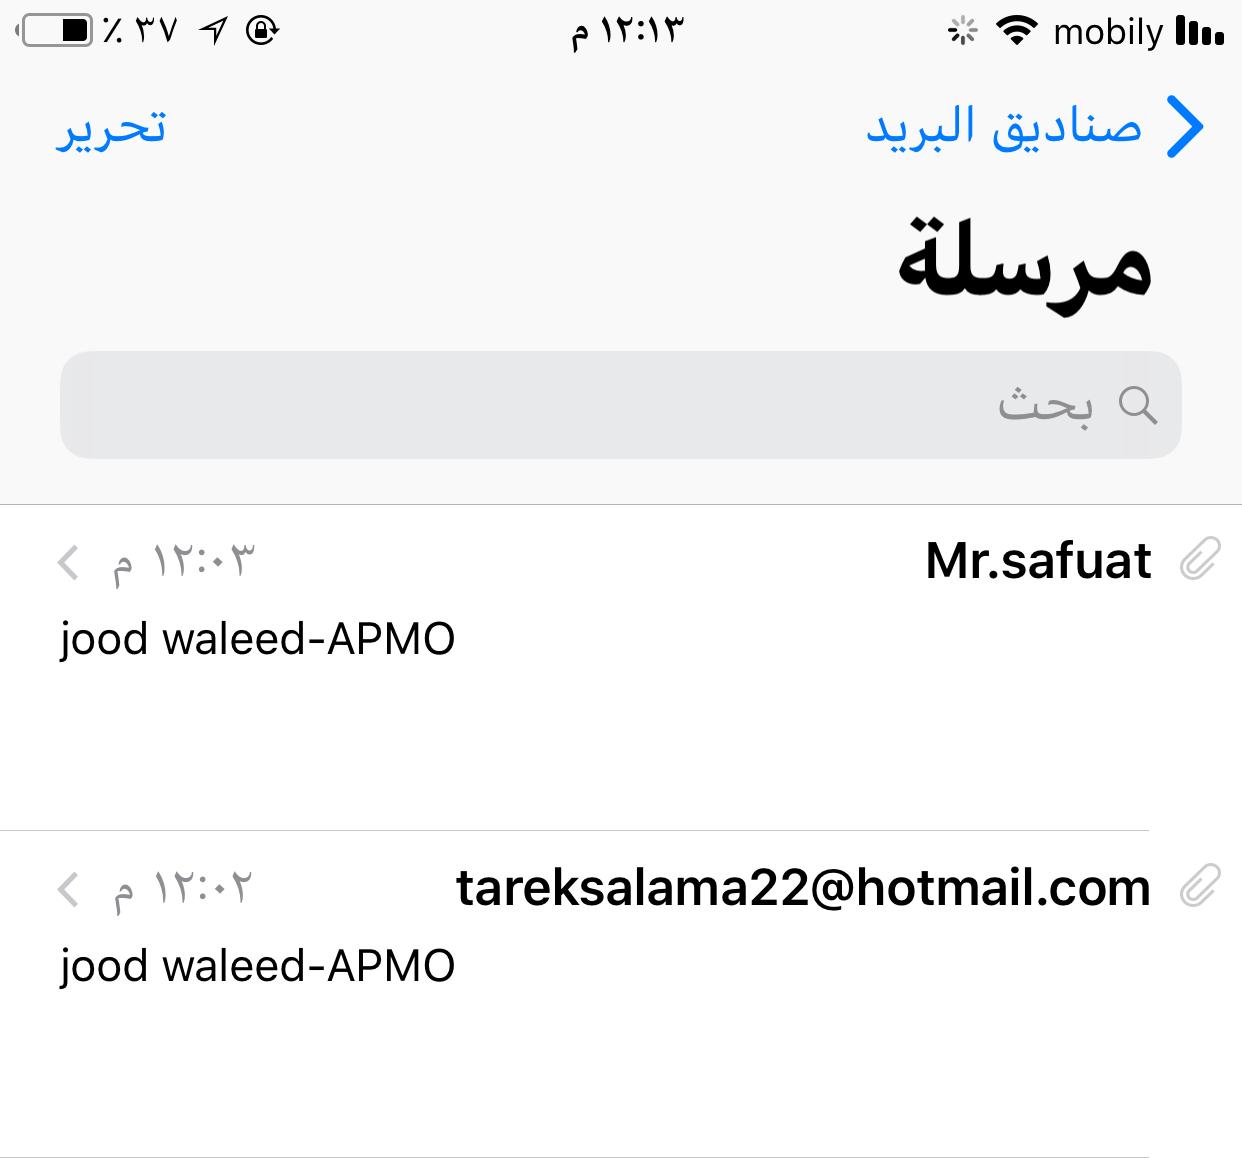 mobily ١٢:١٣ م ٣٧ ٪
صناديق البريد تحرير
مرسلة
بحث
Mr.safuat ١٢:٠٣ م
jood waleed-APMO
tareksalama22@hotmail.com ١٢:٠٢ م
jood waleed-APMO